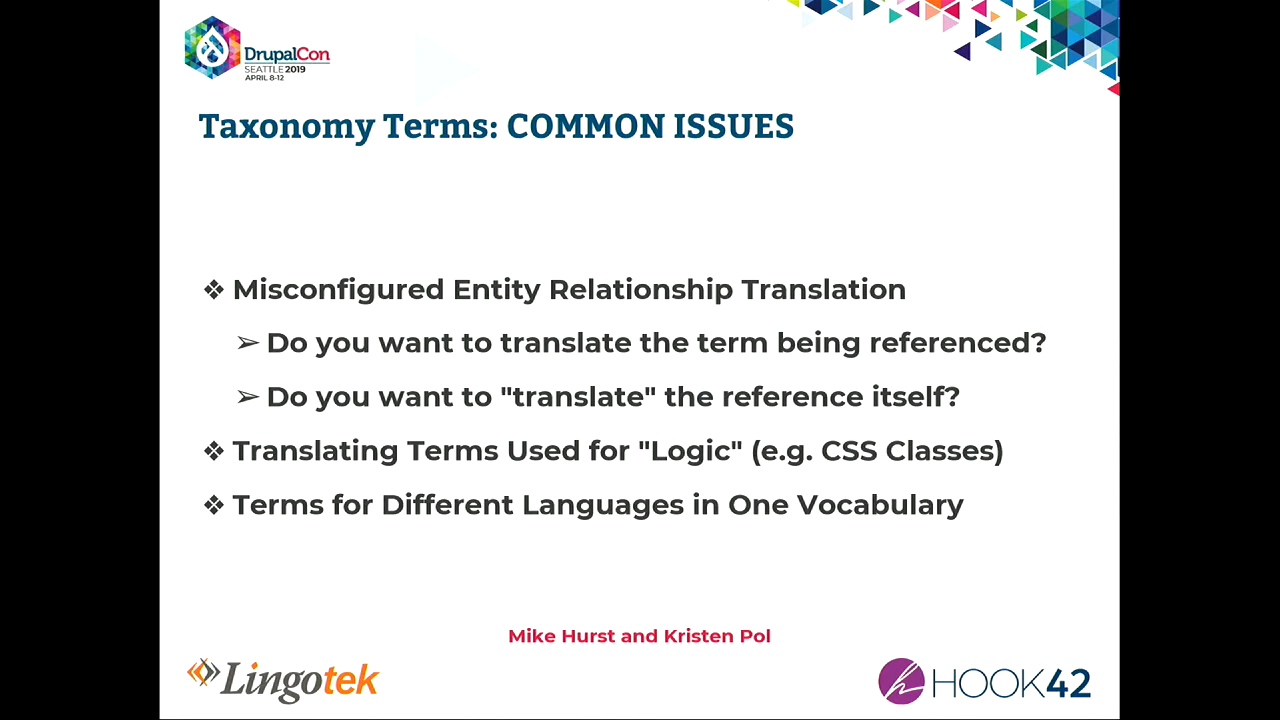 DrupalCon
SEATTLE 2019
APRIL 8-12
Taxonomy Terms: COMMON ISSUES
❖ Misconfigured Entity Relationship Translation
➢ Do you want to translate the term being referenced?
➢ Do you want to "translate" the reference itself?
❖ Translating Terms Used for "Logic" (e.g. CSS Classes)
❖ Terms for Different Languages in One Vocabulary
Mike Hurst and Kristen Pol
Lingotek
HOOK42